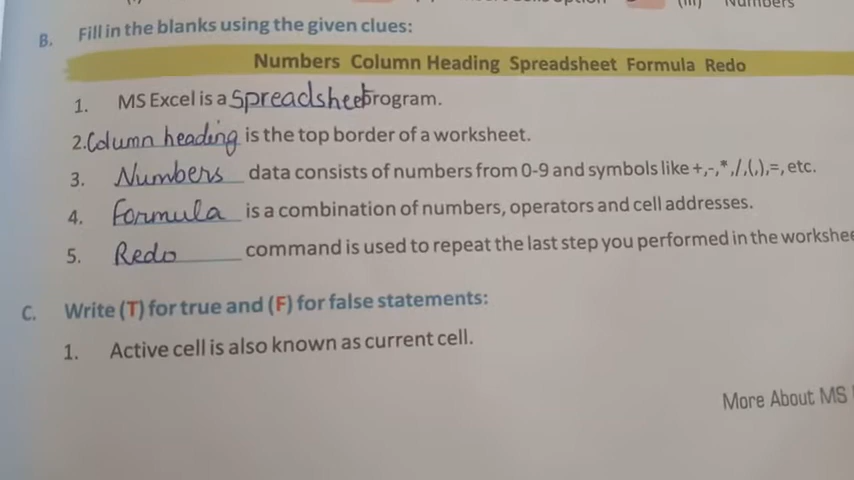 (iii) Numbers
B. Fill in the blanks using the given clues:
Numbers Column Heading Spreadsheet Formula Redo
1. MS Excel is a Spreadsheet program.
2. Column heading is the top border of a worksheet.
3. Numbers data consists of numbers from 0-9 and symbols like +,-,*,/,(,),=, etc.
4. Formula is a combination of numbers, operators and cell addresses.
5. Redo command is used to repeat the last step you performed in the workshee
C. Write (T) for true and (F) for false statements:
1. Active cell is also known as current cell.
More About MS